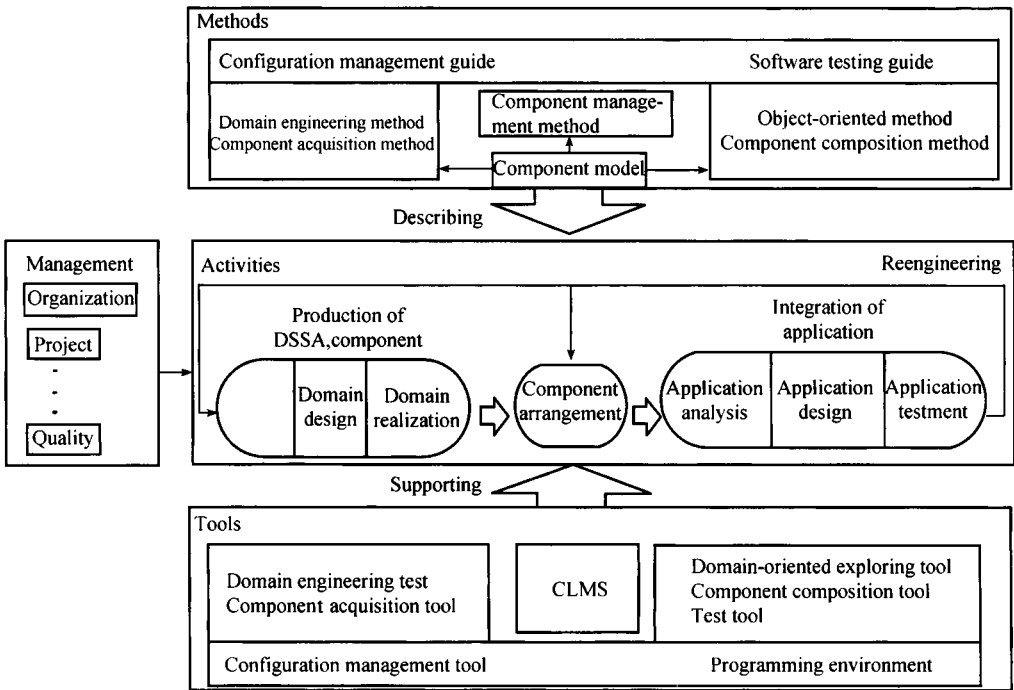 Methods
Configuration management guide
Software testing guide
Domain engineering method
Component acquisition method
Component manage-
ment method
Component model
Object-oriented method
Component composition method
Describing
Management
Organization
Project
Quality
Activities
Reengineering
Production of
DSSA,component
Integration of
application
Domain
design
Domain
realization
Component
arrangement
Application
analysis
Application
design
Application
testment
Supporting
Tools
Domain engineering test
Component acquisition tool
CLMS
Domain-oriented exploring tool
Component composition tool
Test tool
Configuration management tool
Programming environment